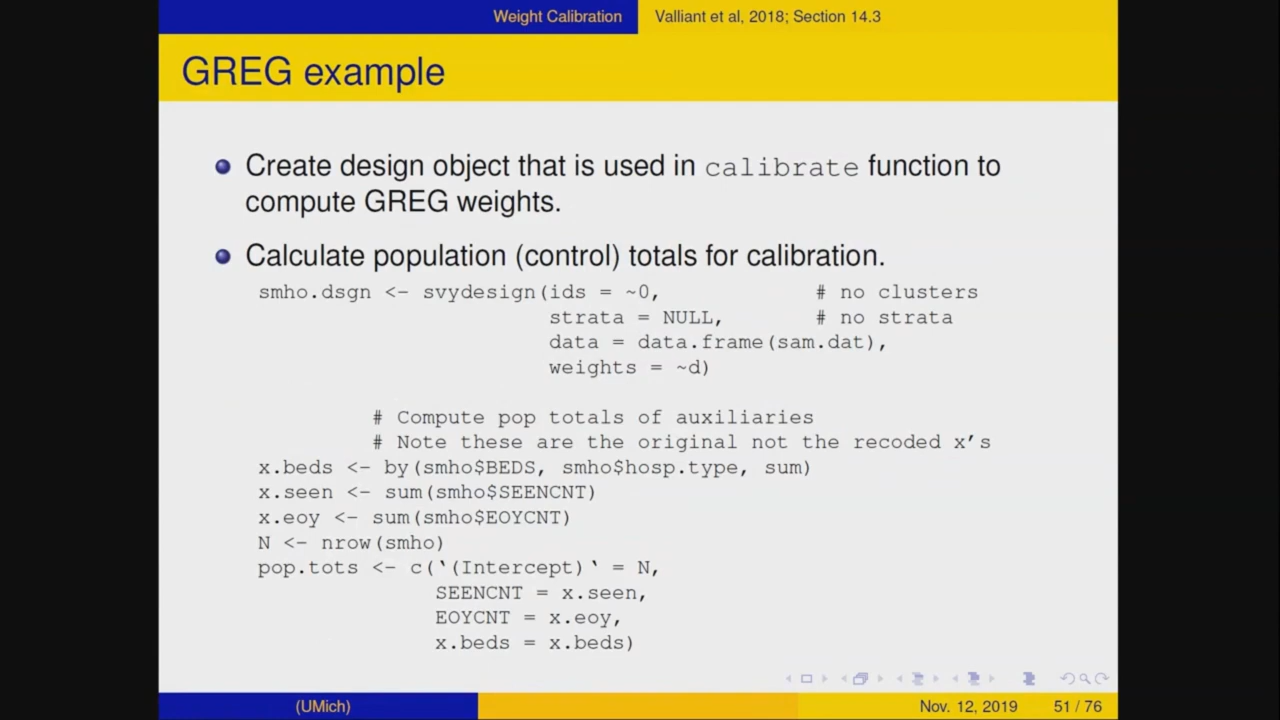 Weight Calibration    Valliant et al, 2018; Section 14.3
GREG example
Create design object that is used in calibrate function to
compute GREG weights.
Calculate population (control) totals for calibration.
smho.dsgn <- svydesign(ids = ~0,             # no clusters
                       strata = NULL,        # no strata
                       data = data.frame(sam.dat),
                       weights = ~d)
         # Compute pop totals of auxiliaries
         # Note these are the original not the recoded x's
x.beds <- by(smho$BEDS, smho$hosp.type, sum)
x.seen <- sum(smho$SEENCNT)
x.eoy <- sum(smho$EOYCNT)
N <- nrow(smho)
pop.tots <- c(`(Intercept)` = N,
              SEENCNT = x.seen,
              EOYCNT = x.eoy,
              x.beds = x.beds)
(UMich)    Nov. 12, 2019    51 / 76